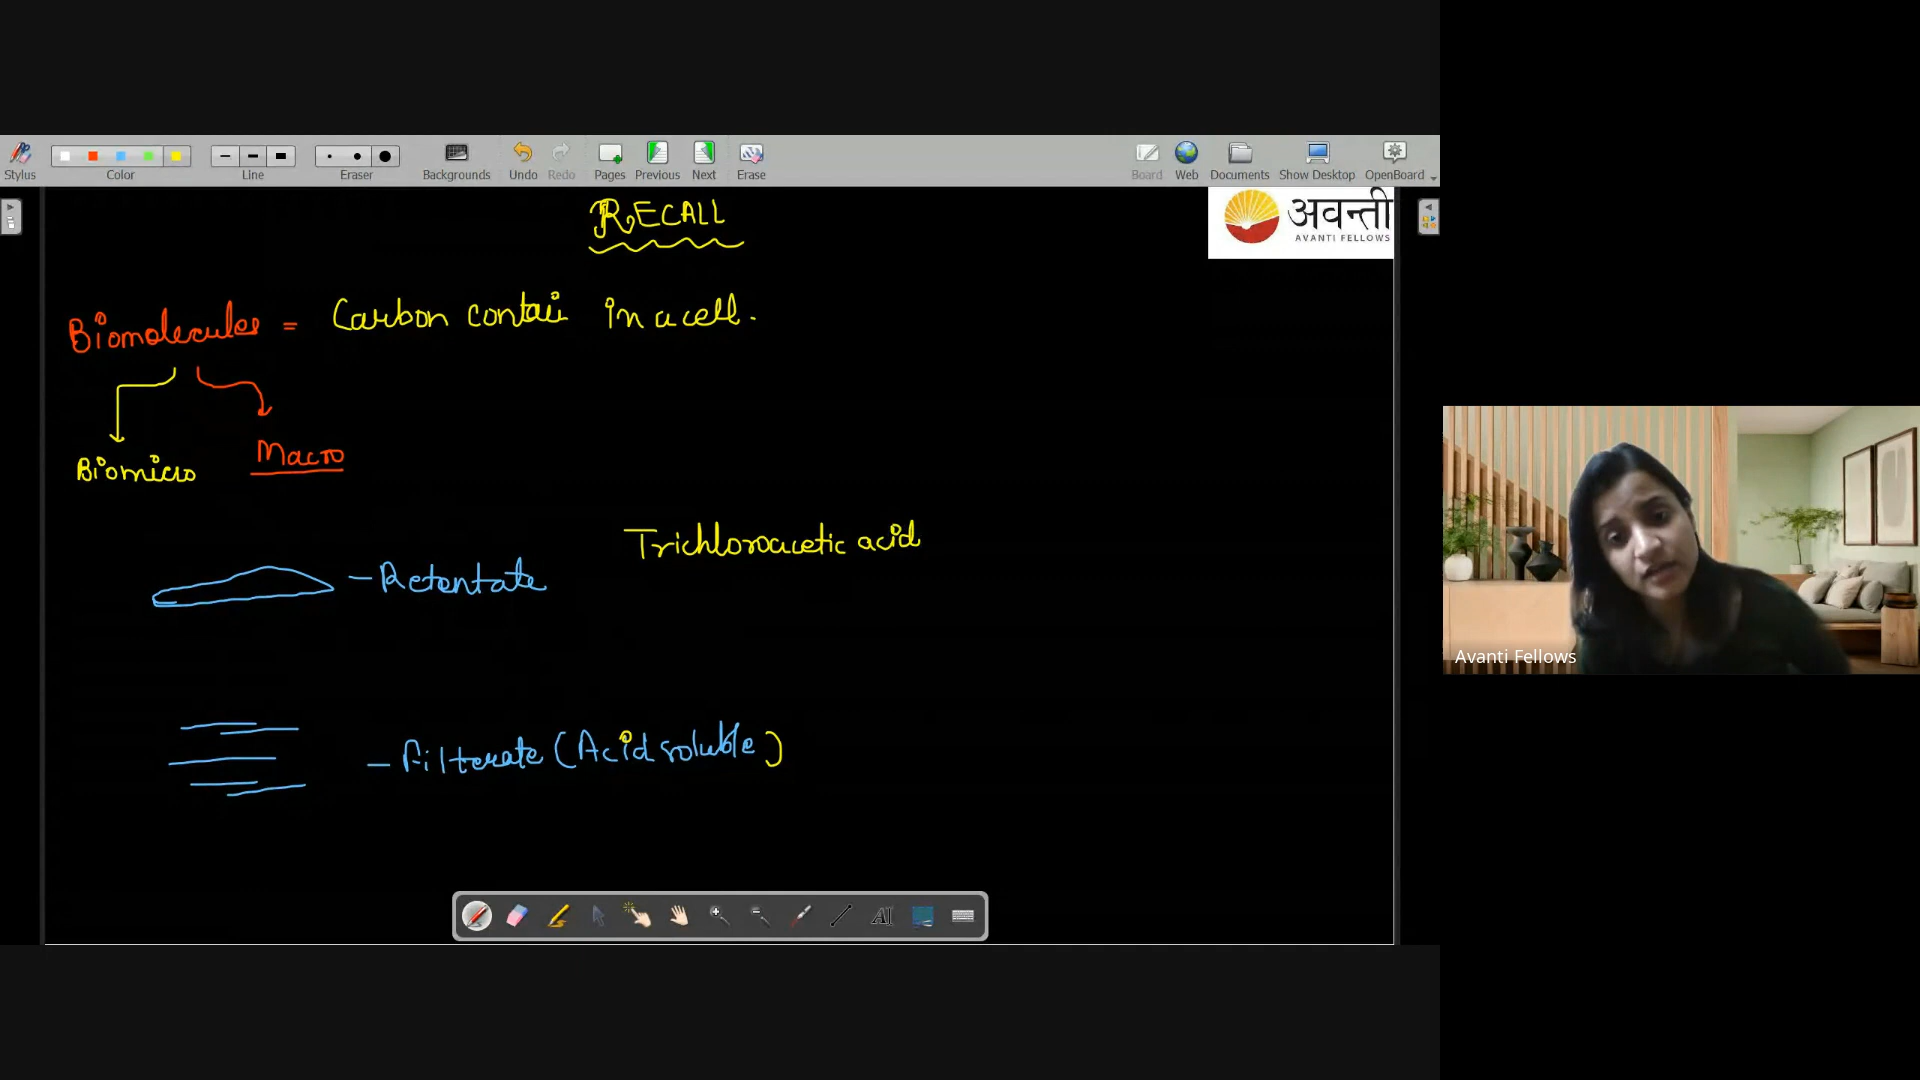 Stylus
Color
Line
Eraser
Backgrounds
Undo
Redo
Pages
Previous
Next
Erase
Board
Web
Documents
Show Desktop
OpenBoard
RECALL
अवन्ती
AVANTI FELLOWS
Biomolecules = Carbon contai in a cell.
Biomicro
Macro
Trichloroacetic acid
- Retentate
- Filterate (Acid soluble)
Avanti Fellows